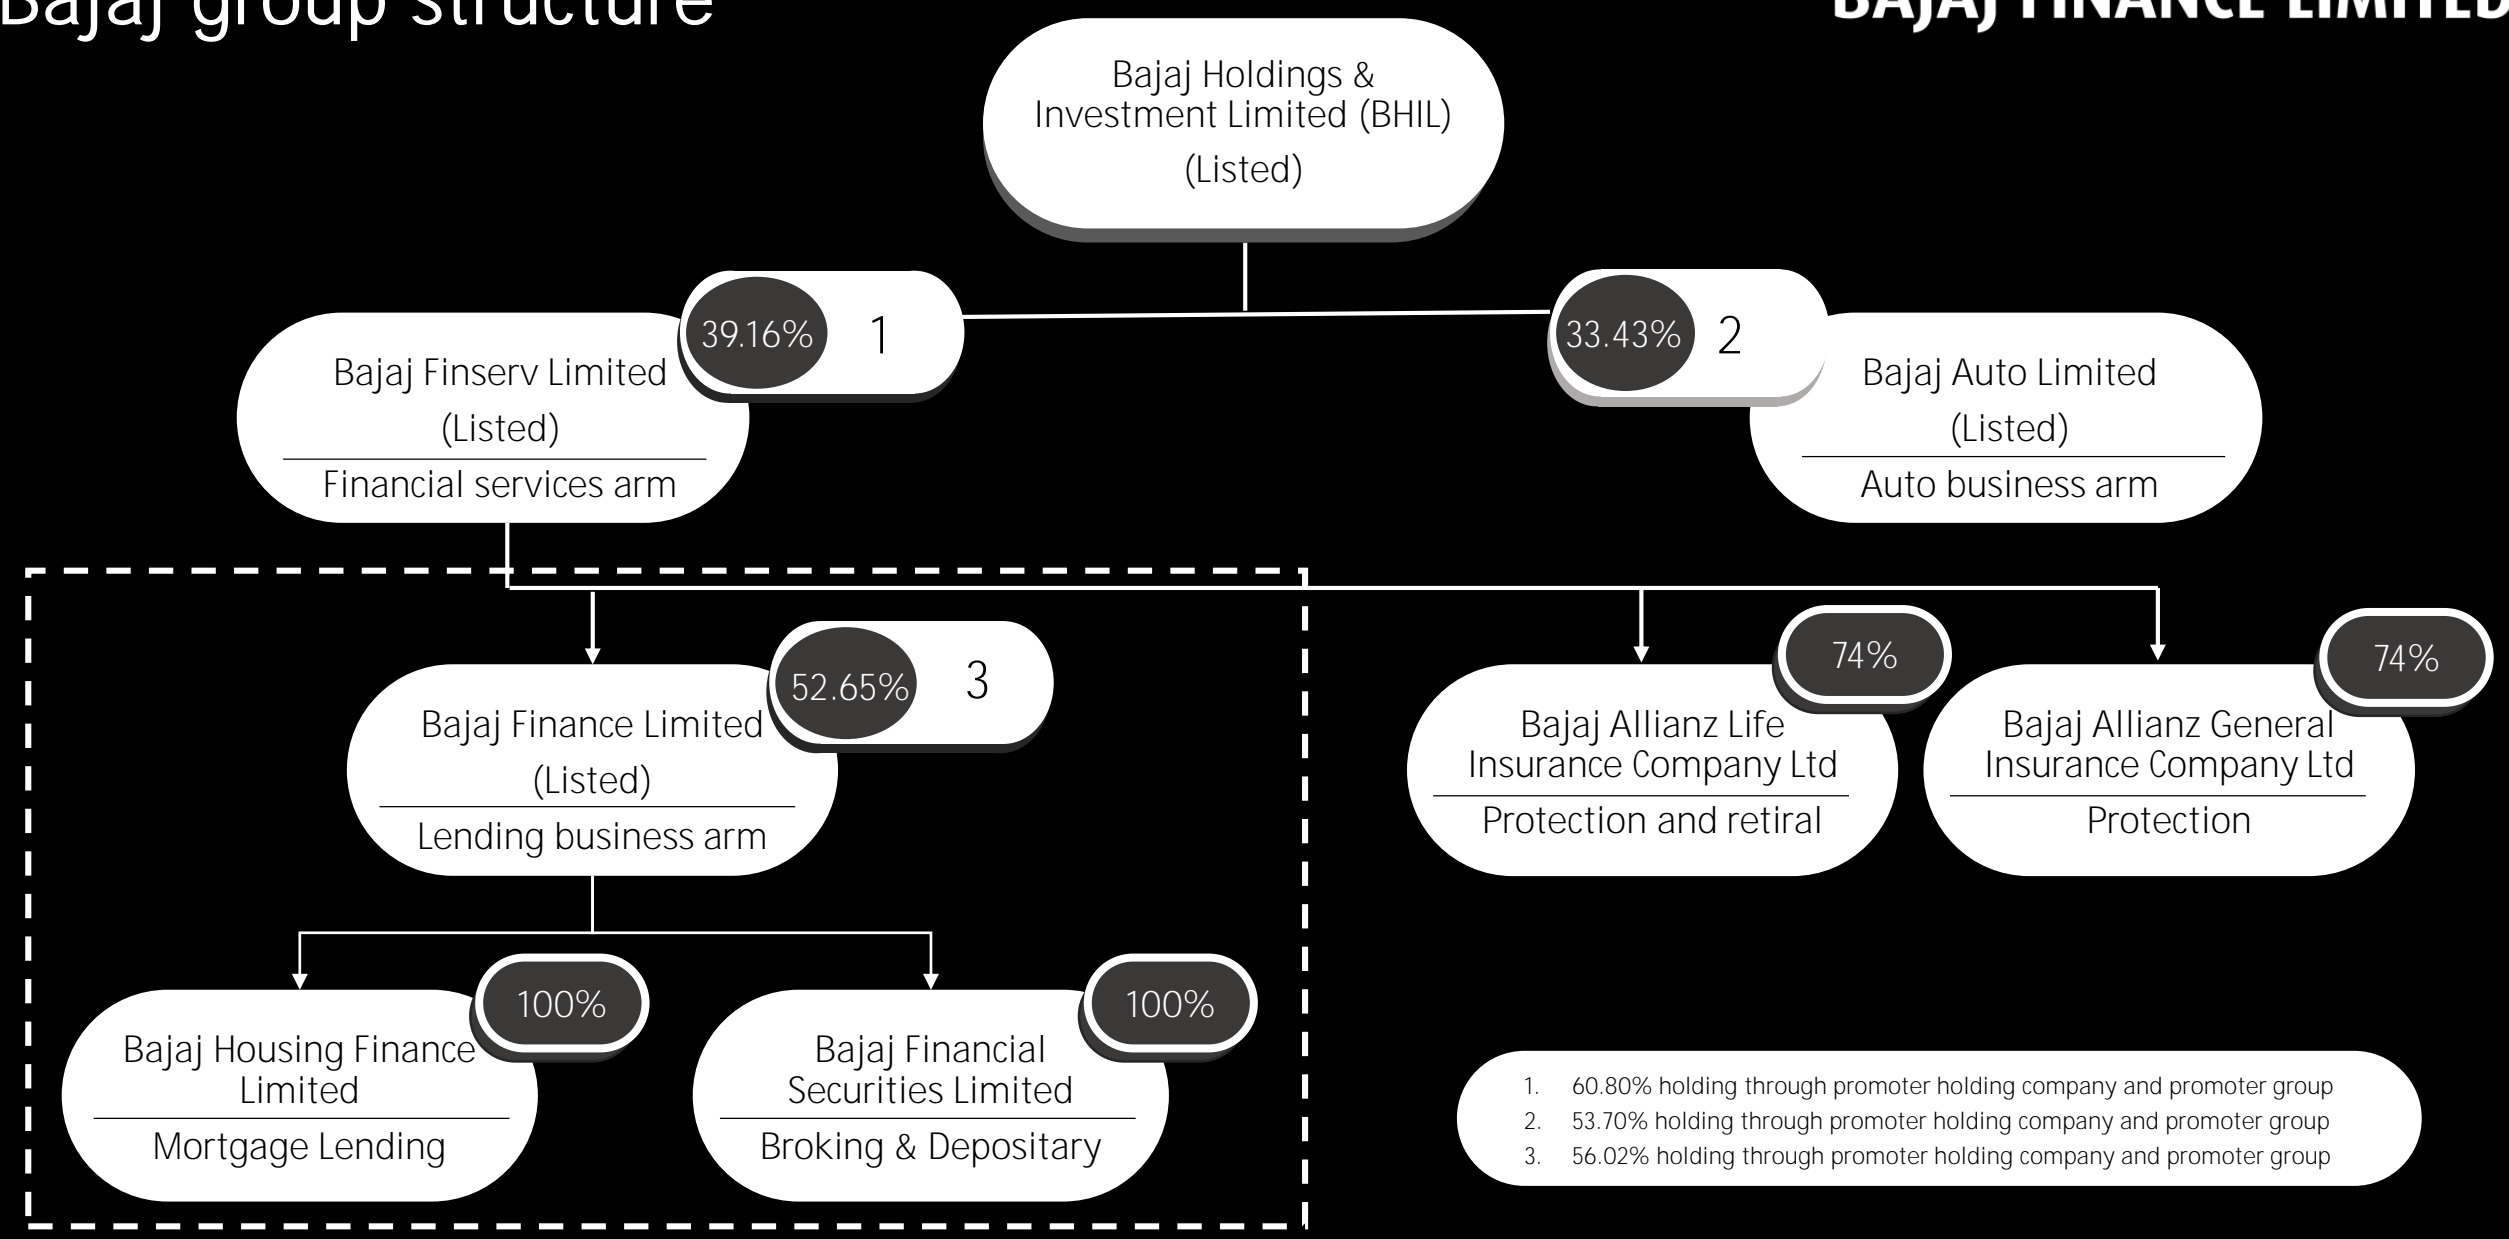 Bajaj group structure
BAJAJ FINANCE LIMITED
Bajaj Holdings &
Investment Limited (BHIL)
(Listed)
39.16% 1
33.43% 2
Bajaj Finserv Limited
(Listed)
Financial services arm
Bajaj Auto Limited
(Listed)
Auto business arm
52.65% 3
74%
74%
Bajaj Finance Limited
(Listed)
Lending business arm
Bajaj Allianz Life
Insurance Company Ltd
Protection and retiral
Bajaj Allianz General
Insurance Company Ltd
Protection
100%
100%
Bajaj Housing Finance
Limited
Mortgage Lending
Bajaj Financial
Securities Limited
Broking & Depositary
1. 60.80% holding through promoter holding company and promoter group
2. 53.70% holding through promoter holding company and promoter group
3. 56.02% holding through promoter holding company and promoter group